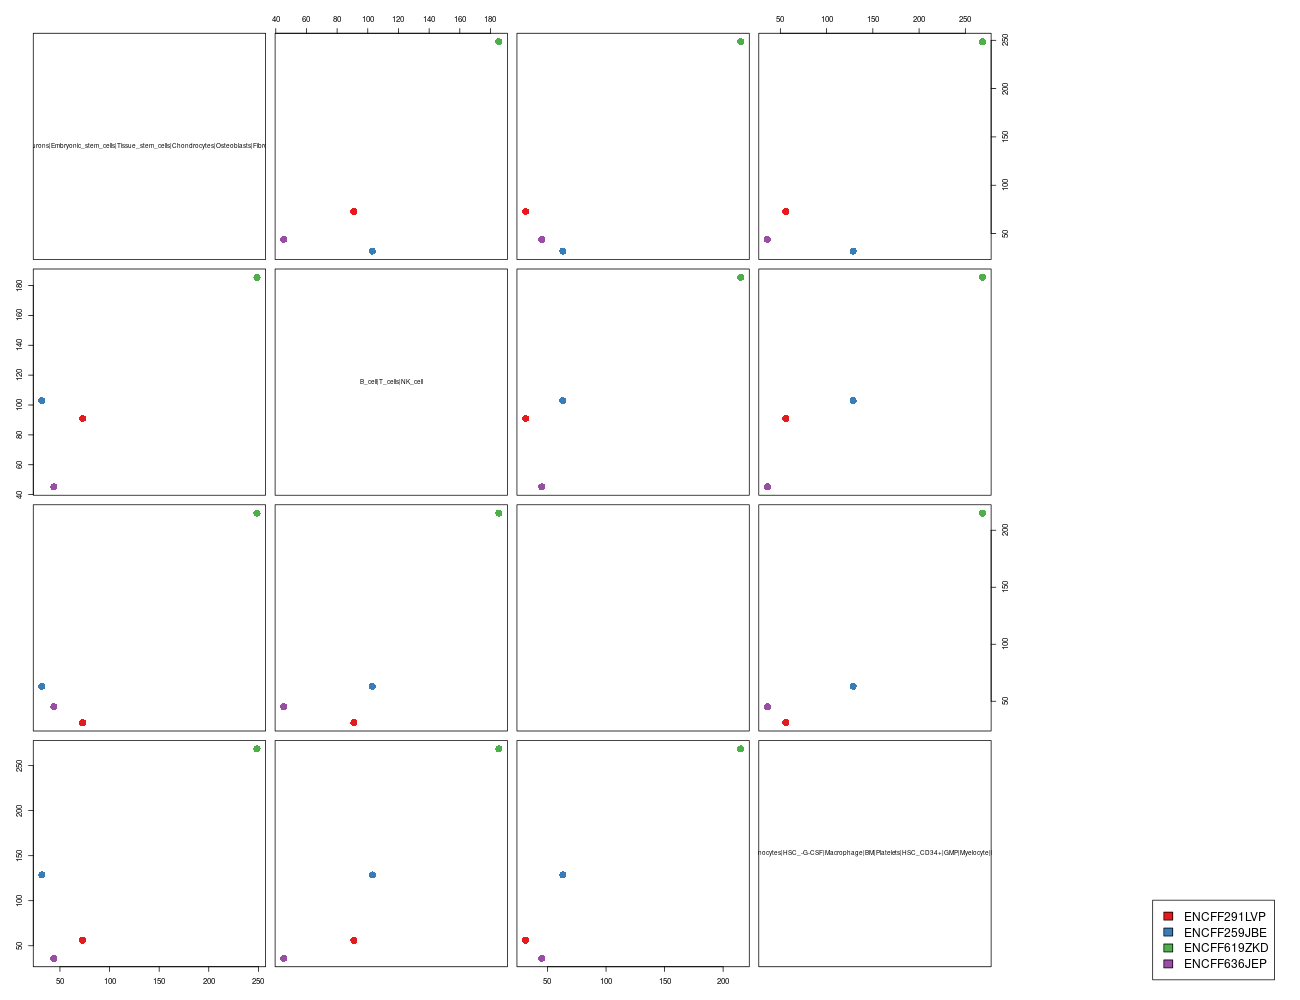 40 60 80 100 120 140 160 180
50 100 150 200 250
50 100 150 200 250
urons|Embryonic_stem_cells|Tissue_stem_cells|Chondrocytes|Osteoblasts|Fibro
40 60 80 100 120 140 160 180
B_cell|T_cells|NK_cell
50 100 150 200
50 100 150 200 250
nocytes|HSC_-G-CSF|Macrophage|BM|Platelets|HSC_CD34+|GMP|Myelocyte|
50 100 150 200 250
50 100 150 200
ENCFF291LVP
ENCFF259JBE
ENCFF619ZKD
ENCFF636JEP